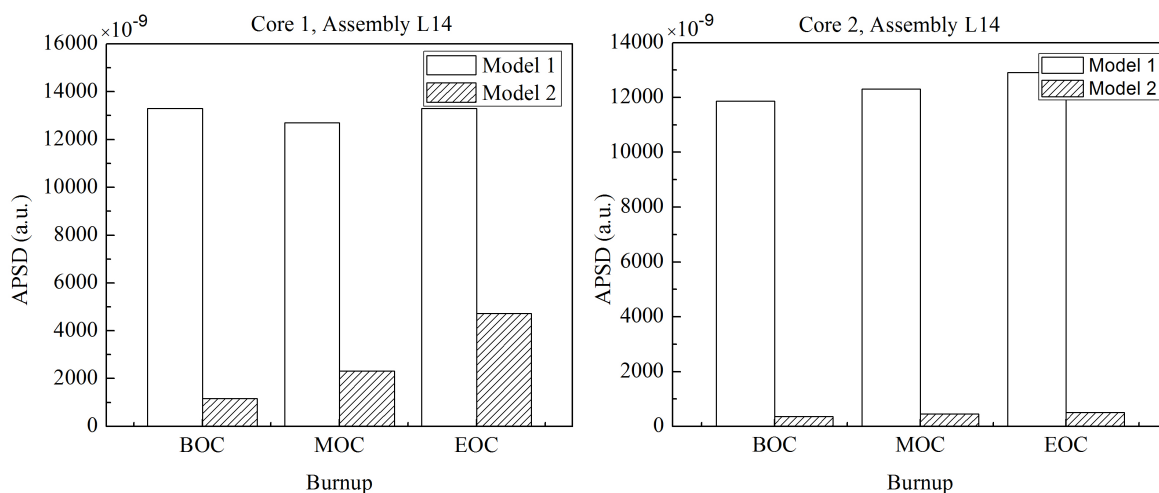 ×10⁻⁹
Core 1, Assembly L14
16000
14000
12000
10000
8000
6000
4000
2000
0
APSD (a.u.)
Model 1
Model 2
BOC MOC EOC
Burnup
×10⁻⁹
Core 2, Assembly L14
14000
12000
10000
8000
6000
4000
2000
0
APSD (a.u.)
Model 1
Model 2
BOC MOC EOC
Burnup